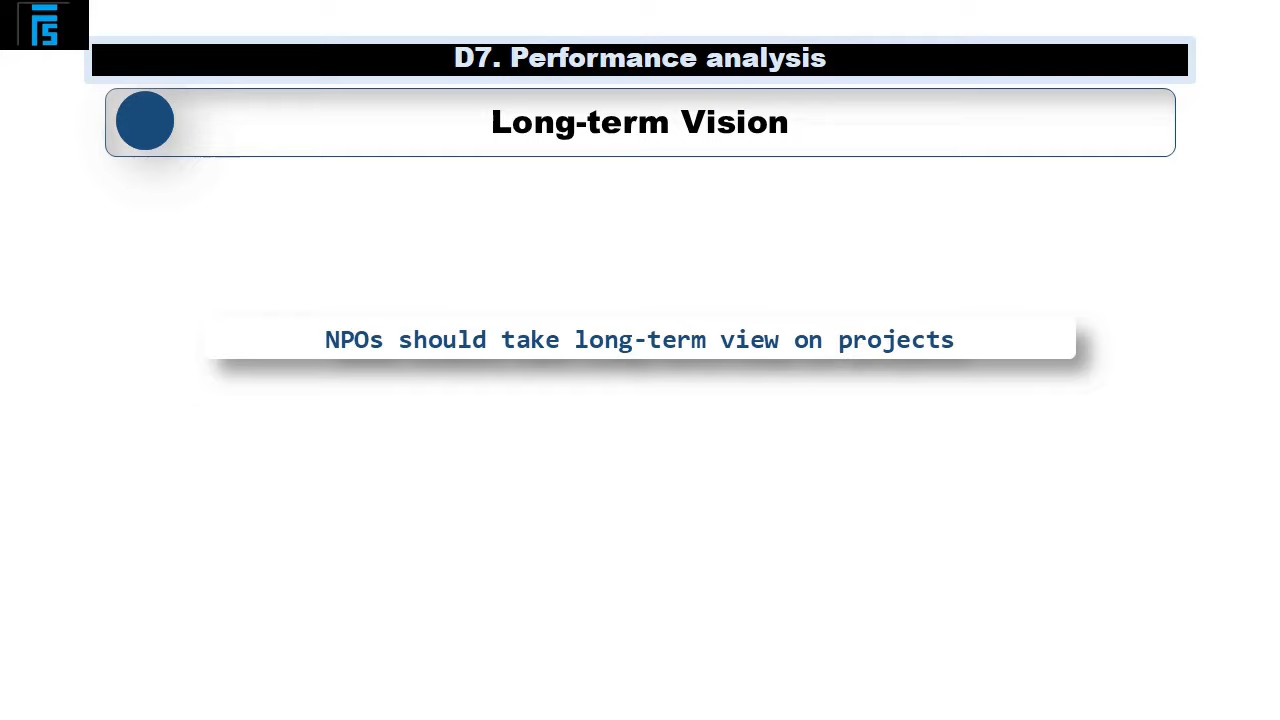 D7. Performance analysis
Long-term Vision
NPOs should take long-term view on projects